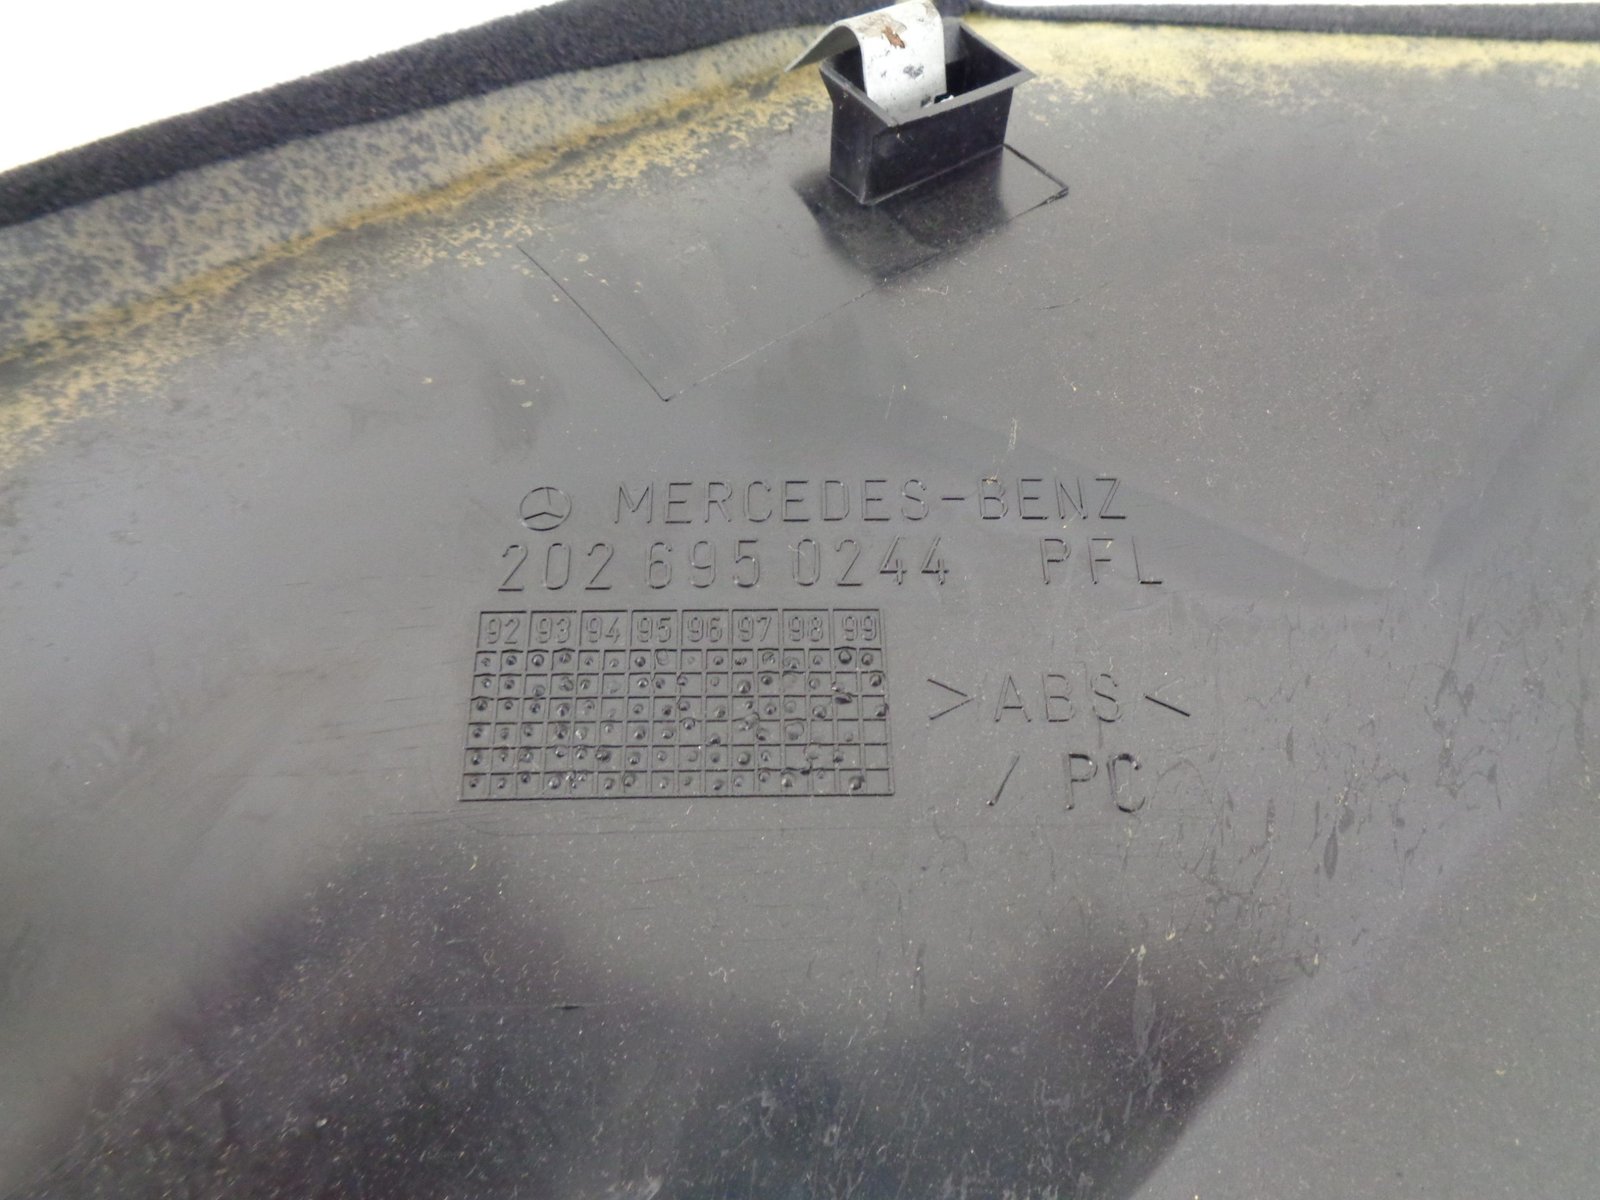 MERCEDES-BENZ
202 695 0244 PFL
92 93 94 95 96 97 98 99
>ABS<
/ PC